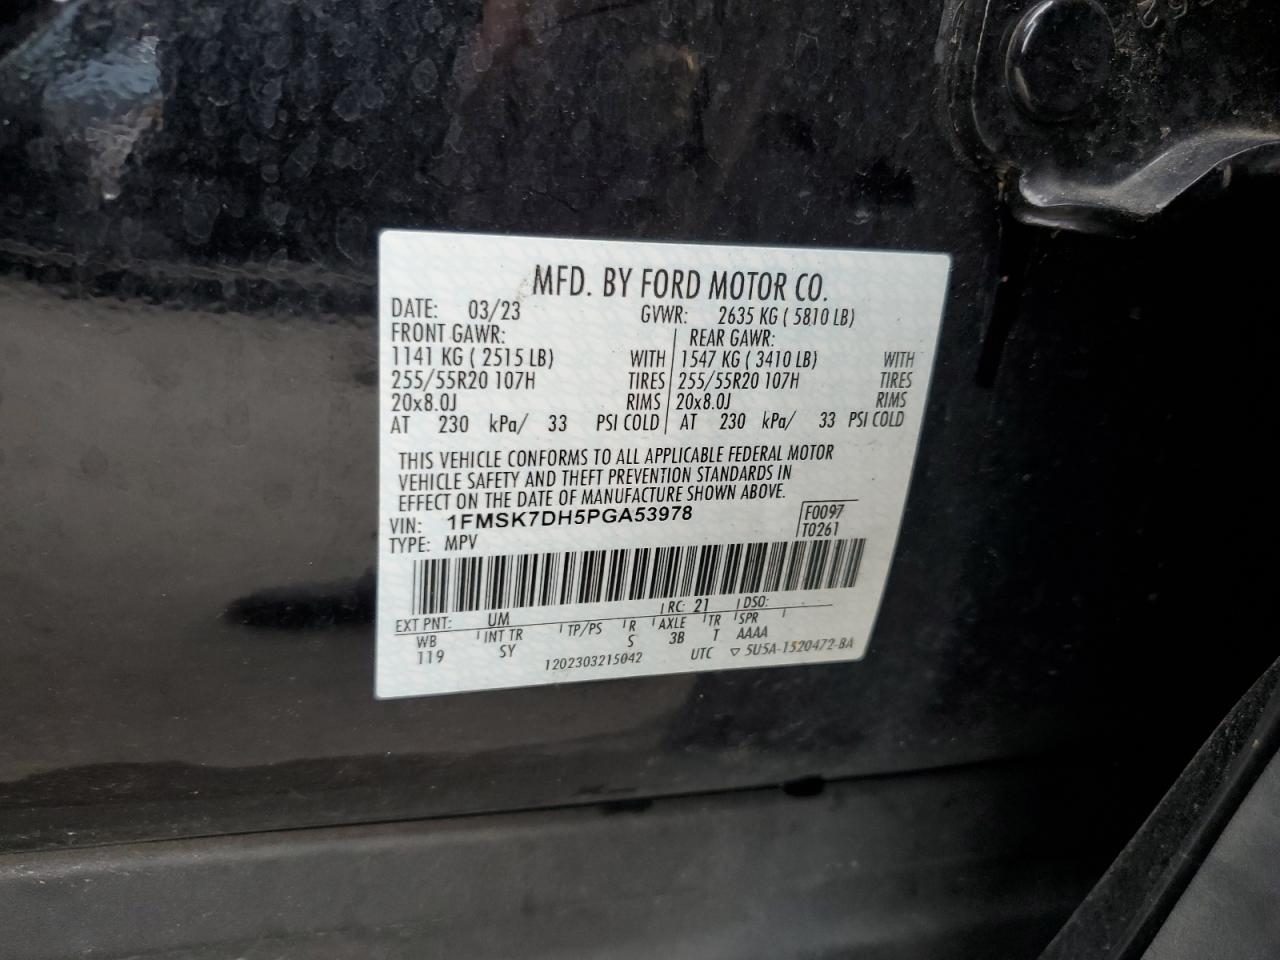 MFD. BY FORD MOTOR CO.
DATE: 03/23 GVWR: 2635 KG ( 5810 LB)
FRONT GAWR: REAR GAWR:
1141 KG ( 2515 LB) WITH 1547 KG ( 3410 LB) WITH
255/55R20 107H TIRES 255/55R20 107H TIRES
20x8.0J RIMS 20x8.0J RIMS
AT 230 kPa/ 33 PSI COLD AT 230 kPa/ 33 PSI COLD
THIS VEHICLE CONFORMS TO ALL APPLICABLE FEDERAL MOTOR
VEHICLE SAFETY AND THEFT PREVENTION STANDARDS IN
EFFECT ON THE DATE OF MANUFACTURE SHOWN ABOVE.
VIN: 1FMSK7DH5PGA53978 F0097
TYPE: MPV T0261
EXT PNT: UM RC: 21 DSO:
WB INT TR TP/PS R AXLE TR SPR
119 SY S 3B T AAAA
1202303215042 UTC ▽ 5U5A-1520472-BA